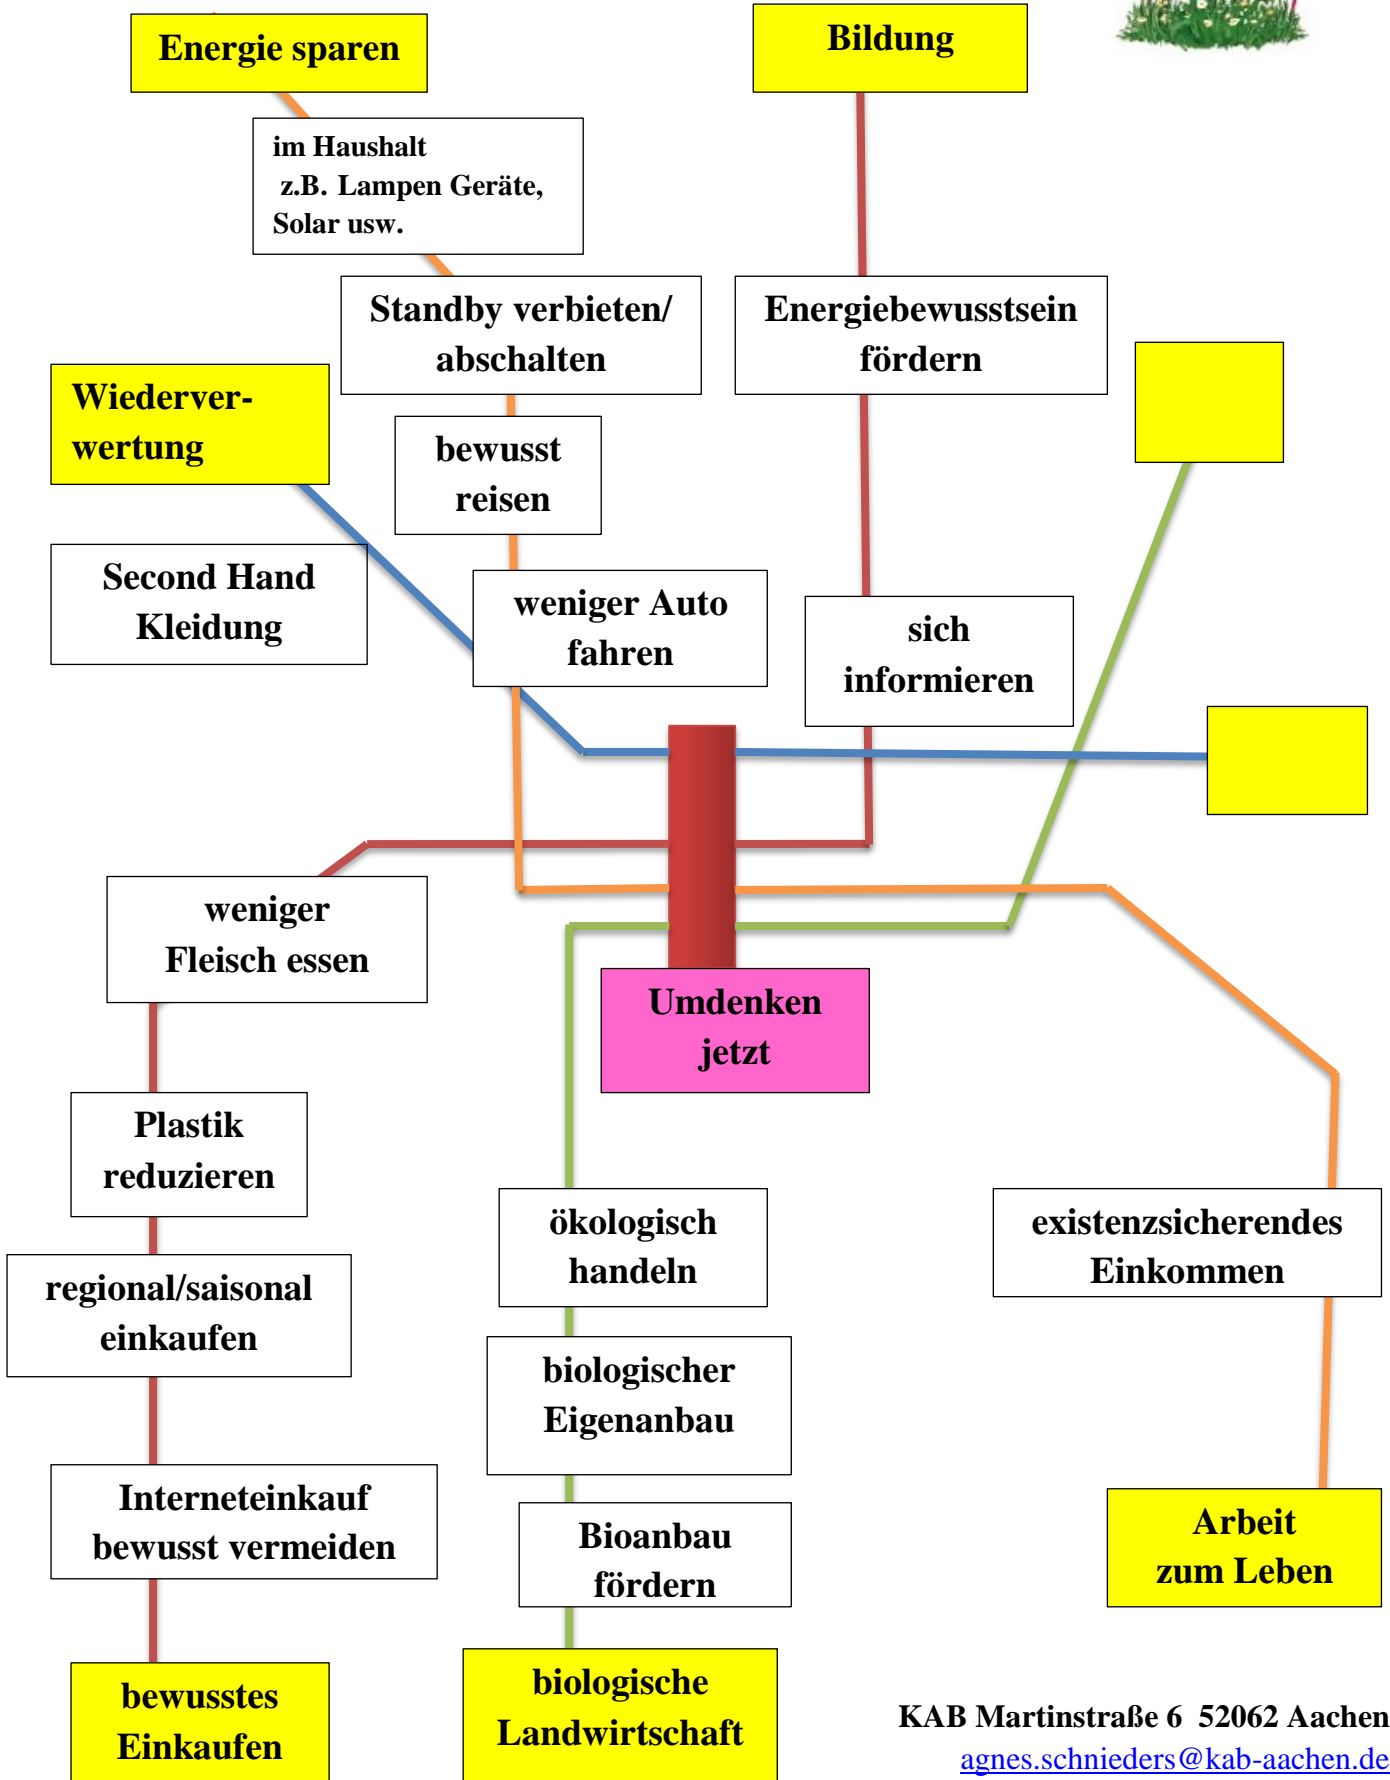 Energie sparen
Bildung
im Haushalt
z.B. Lampen Geräte,
Solar usw.
Standby verbieten/
abschalten
Energiebewusstsein
fördern
Wiederver-
wertung
bewusst
reisen
Second Hand
Kleidung
weniger Auto
fahren
sich
informieren
weniger
Fleisch essen
Umdenken
jetzt
Plastik
reduzieren
ökologisch
handeln
existenzsicherendes
Einkommen
regional/saisonal
einkaufen
biologischer
Eigenanbau
Interneteinkauf
bewusst vermeiden
Bioanbau
fördern
Arbeit
zum Leben
bewusstes
Einkaufen
biologische
Landwirtschaft
KAB Martinstraße 6 52062 Aachen
agnes.schnieders@kab-aachen.de